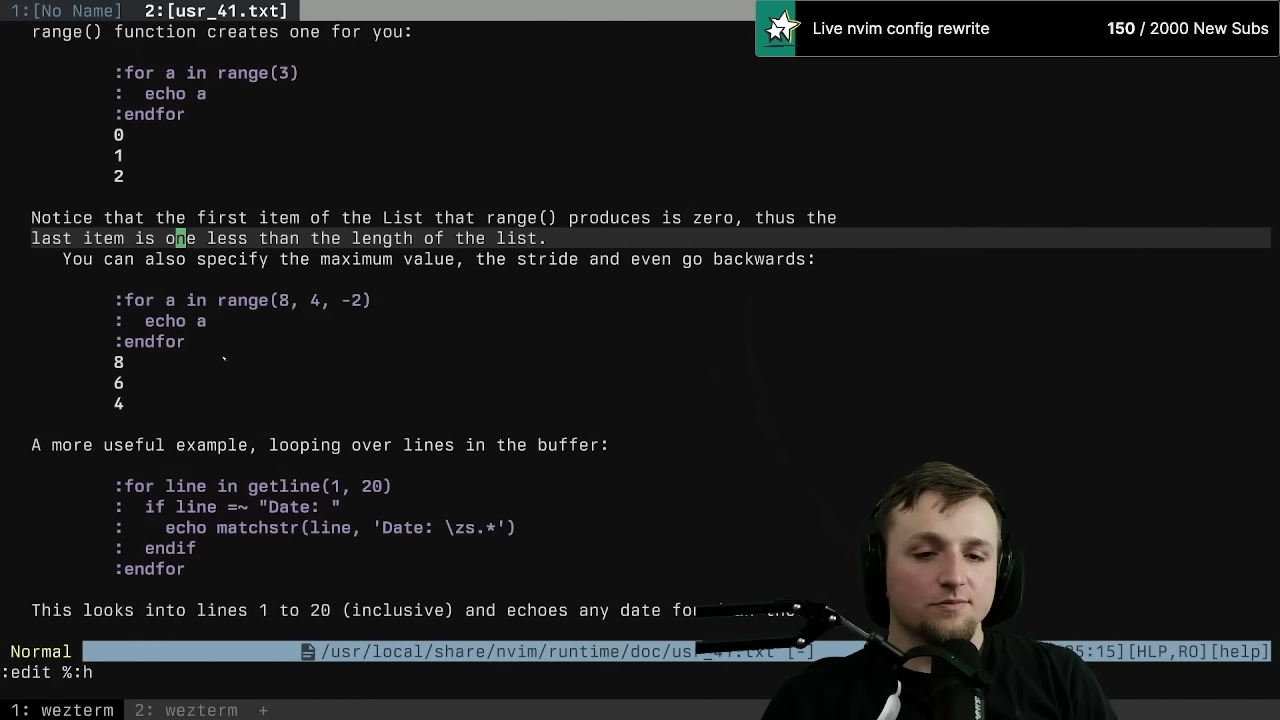 1:[No Name]  2:[usr_41.txt]
Live nvim config rewrite 150 / 2000 New Subs
range() function creates one for you:
:for a in range(3)
:  echo a
:endfor
0
1
2
Notice that the first item of the List that range() produces is zero, thus the
last item is one less than the length of the list.
You can also specify the maximum value, the stride and even go backwards:
:for a in range(8, 4, -2)
:  echo a
:endfor
8
6
4
A more useful example, looping over lines in the buffer:
:for line in getline(1, 20)
:  if line =~ "Date: "
:    echo matchstr(line, 'Date: \zs.*')
:  endif
:endfor
This looks into lines 1 to 20 (inclusive) and echoes any date
Normal /usr/local/share/nvim/runtime/doc/usr_41.txt [-] 5:15][HLP,RO][help]
:edit %:h
1: wezterm  2: wezterm  +